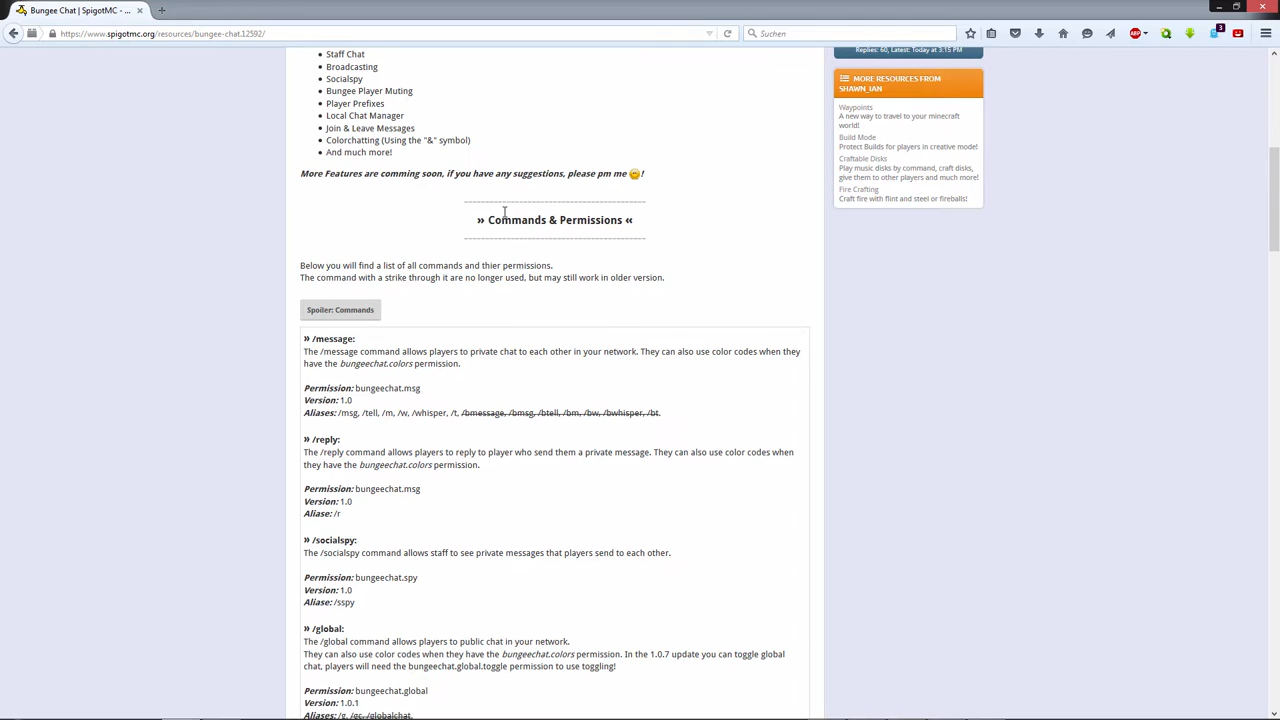 Bungee Chat | SpigotMC - ...
https://www.spigotmc.org/resources/bungee-chat.12592/
Suchen
ABP
3
Staff Chat
Broadcasting
Socialspy
Bungee Player Muting
Player Prefixes
Local Chat Manager
Join & Leave Messages
Colorchatting (Using the "&" symbol)
And much more!
More Features are comming soon, if you have any suggestions, please pm me !
» Commands & Permissions «
Below you will find a list of all commands and thier permissions.
The command with a strike through it are no longer used, but may still work in older version.
Spoiler: Commands
» /message:
The /message command allows players to private chat to each other in your network. They can also use color codes when they
have the bungeechat.colors permission.
Permission: bungeechat.msg
Version: 1.0
Aliases: /msg, /tell, /m, /w, /whisper, /t, /bmessage, /bmsg, /btell, /bm, /bw, /bwhisper, /bt.
» /reply:
The /reply command allows players to reply to player who send them a private message. They can also use color codes when
they have the bungeechat.colors permission.
Permission: bungeechat.msg
Version: 1.0
Aliase: /r
» /socialspy:
The /socialspy command allows staff to see private messages that players send to each other.
Permission: bungeechat.spy
Version: 1.0
Aliase: /sspy
» /global:
The /global command allows players to public chat in your network.
They can also use color codes when they have the bungeechat.colors permission. In the 1.0.7 update you can toggle global
chat, players will need the bungeechat.global.toggle permission to use toggling!
Permission: bungeechat.global
Version: 1.0.1
Aliases: /g, /gc, /globalchat.
Replies: 60, Latest: Today at 3:15 PM
MORE RESOURCES FROM
SHAWN_IAN
Waypoints
A new way to travel to your minecraft
world!
Build Mode
Protect Builds for players in creative mode!
Craftable Disks
Play music disks by command, craft disks,
give them to other players and much more!
Fire Crafting
Craft fire with flint and steel or fireballs!